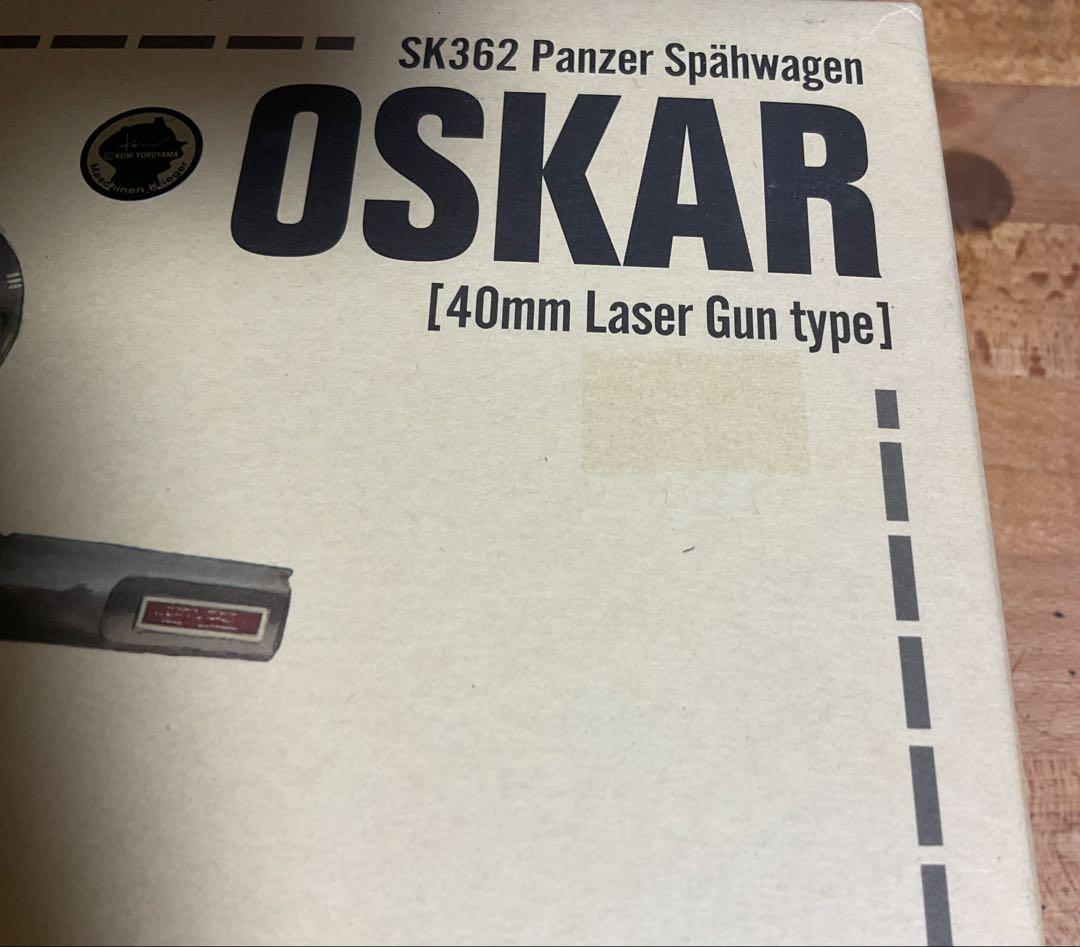 SK362 Panzer Spähwagen
OSKAR
©KOW YOKOYAMA
Maschinen Krieger
[40mm Laser Gun type]